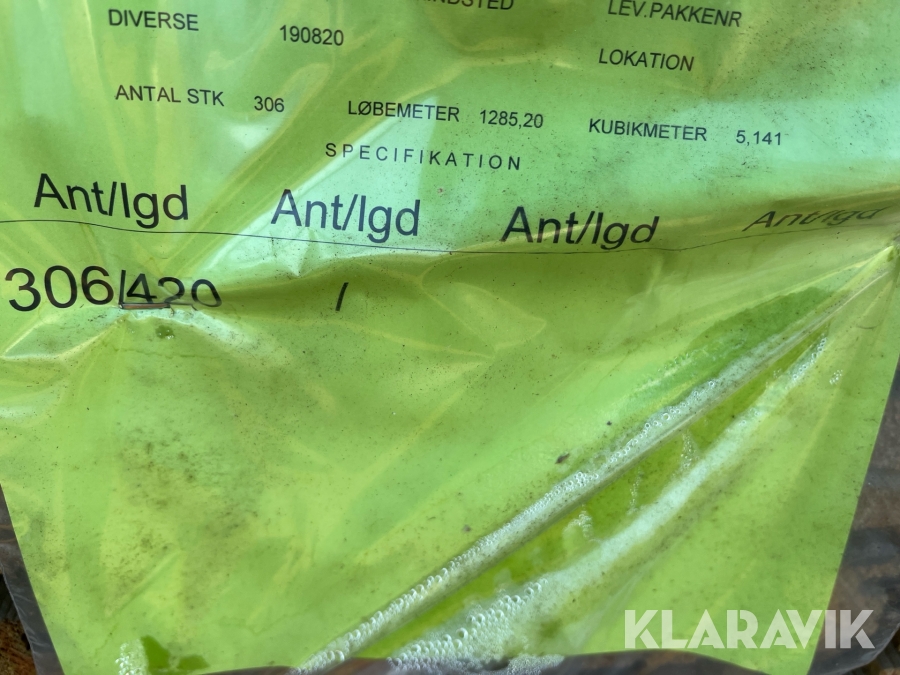 LEV.PAKKENR
DIVERSE 190820
LOKATION
ANTAL STK 306 LØBEMETER 1285,20 KUBIKMETER 5,141
SPECIFIKATION
Ant/lgd Ant/lgd Ant/lgd Ant/lgd
306/420 /
KLARAVIK